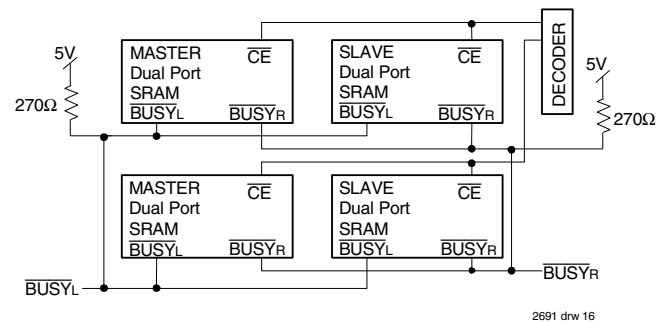 MASTER
Dual Port
SRAM
BUSYL BUSYR
CE
SLAVE
Dual Port
SRAM
BUSYL BUSYR
CE
DECODER
5V
270Ω
5V
270Ω
MASTER
Dual Port
SRAM
BUSYL BUSYR
CE
SLAVE
Dual Port
SRAM
BUSYL BUSYR
CE
BUSYL
BUSYR
2691 drw 16